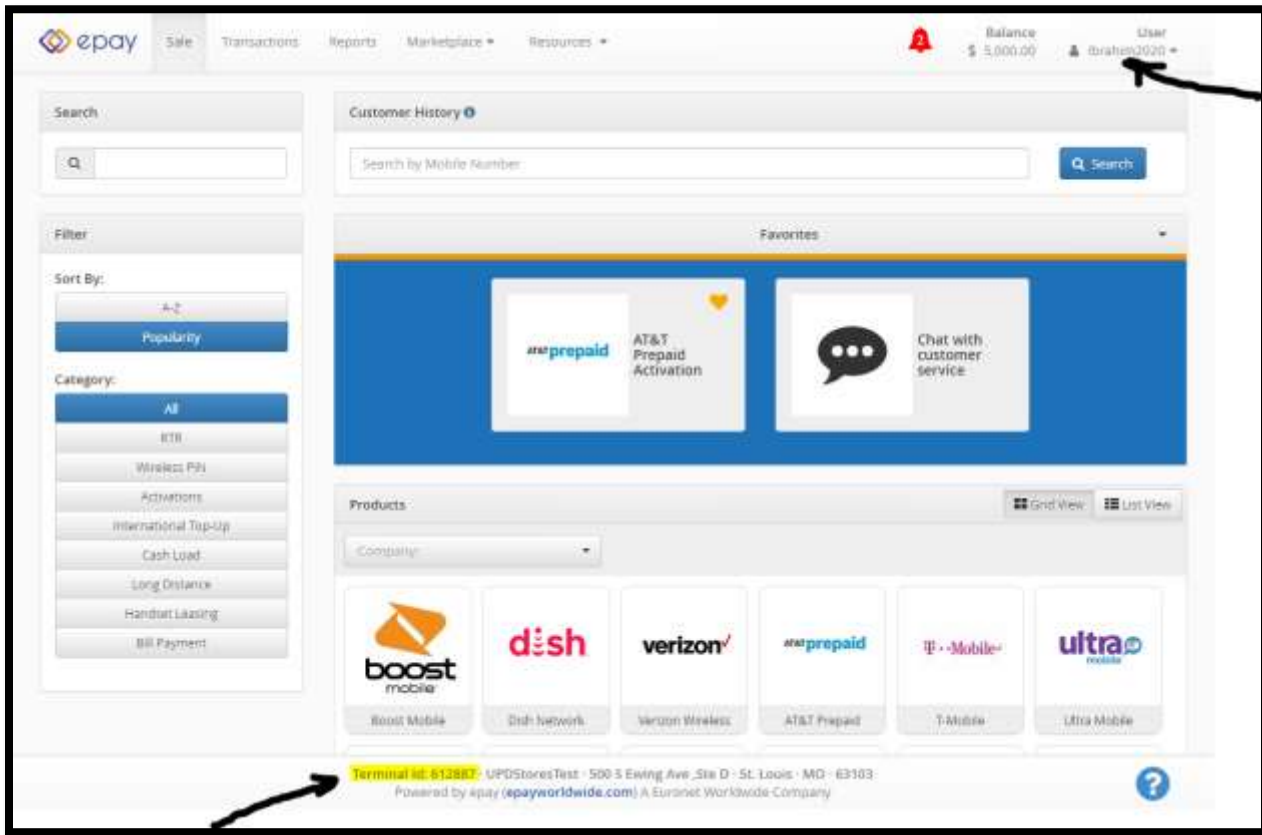 epay
Sale
Transactions
Reports
Marketplace
Resources
2
Balance
$ 5,000.00
User
ibrahim2020
Search
Customer History
Search by Mobile Number
Search
Filter
Favorites
Sort By:
A-Z
Popularity
AT&T prepaid
AT&T
Prepaid
Activation
Chat with
customer
service
Category:
All
RTR
Wireless PIN
Activations
International Top-Up
Cash Load
Long Distance
Handset Leasing
Bill Payment
Products
Grid View
List View
Company:
boost
mobile
dish
verizon
AT&T prepaid
T-Mobile
ultra
mobile
Boost Mobile
Dish Network
Verizon Wireless
AT&T Prepaid
T-Mobile
Ultra Mobile
Terminal Id: 612887 · UPDStoresTest · 500 S Ewing Ave ,Ste D · St. Louis · MO · 63103
Powered by epay (epayworldwide.com) A Euronet Worldwide Company
?